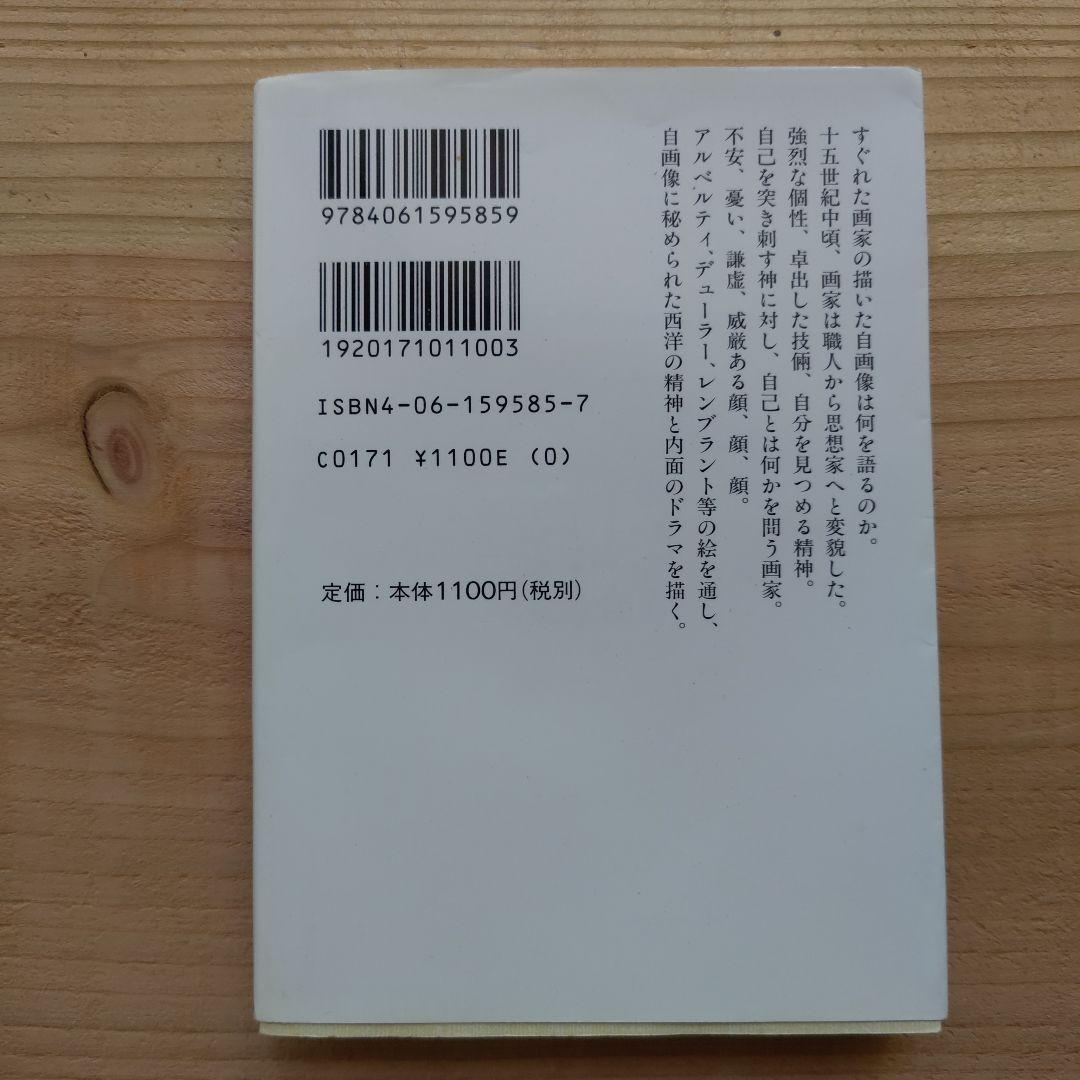 すぐれた画家の描いた自画像は何を語るのか。
十五世紀中頃、画家は職人から思想家へと変貌した。
強烈な個性、卓出した技倆、自分を見つめる精神。
自己を突き刺す神に対し、自己とは何かを問う画家。
不安、憂い、謙虚、威厳ある顔、顔、顔。
アルベルティ、デューラー、レンブラント等の絵を通し、
自画像に秘められた西洋の精神と内面のドラマを描く。
9784061595859
1920171011003
ISBN4-06-159585-7
C0171 ¥1100E (0)
定価：本体1100円(税別)